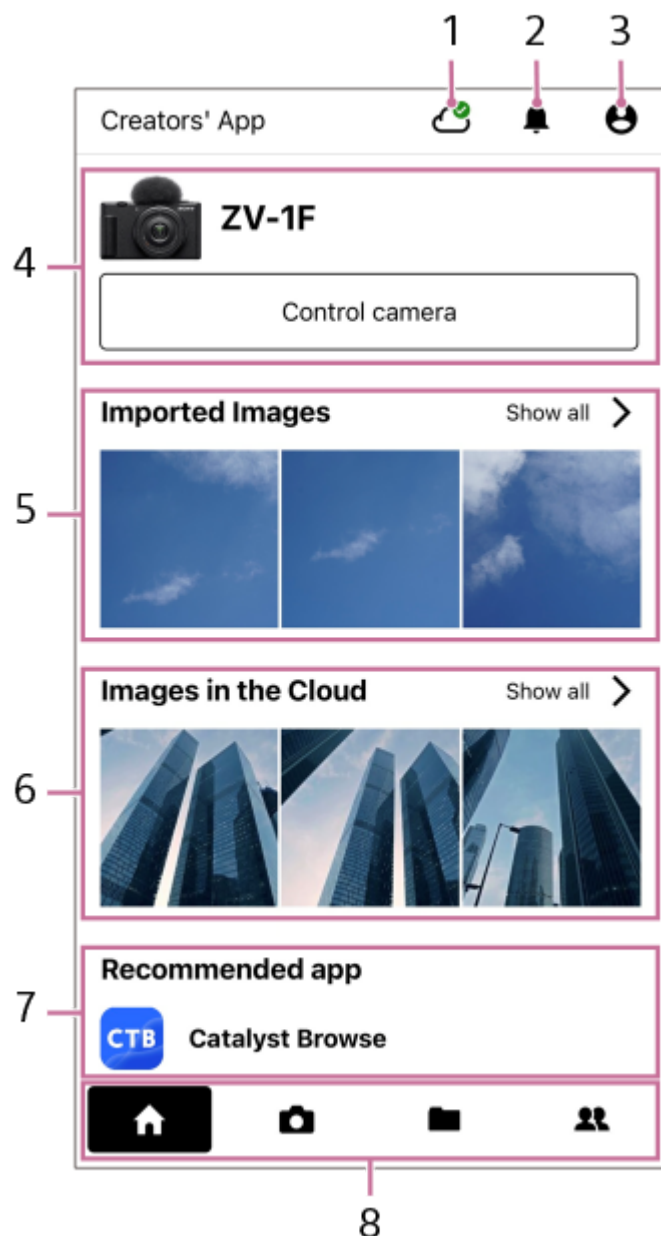 1 2 3
Creators' App
4
ZV-1F
Control camera
5
Imported Images Show all
6
Images in the Cloud Show all
7
Recommended app
CTB Catalyst Browse
8